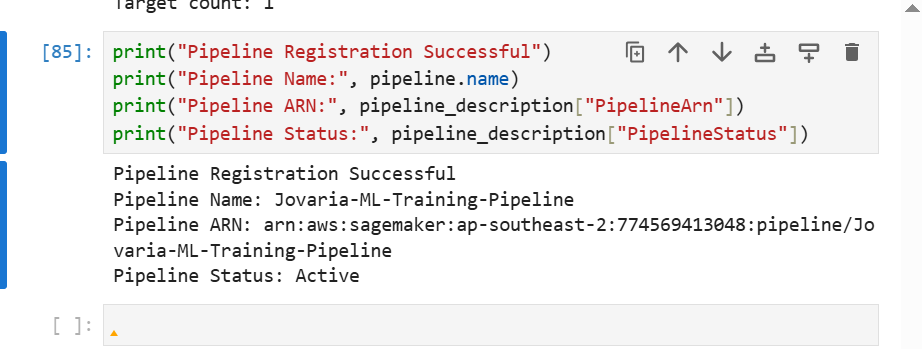 Target count: 1
[85]:
print("Pipeline Registration Successful")
print("Pipeline Name:", pipeline.name)
print("Pipeline ARN:", pipeline_description["PipelineArn"])
print("Pipeline Status:", pipeline_description["PipelineStatus"])
Pipeline Registration Successful
Pipeline Name: Jovaria-ML-Training-Pipeline
Pipeline ARN: arn:aws:sagemaker:ap-southeast-2:774569413048:pipeline/Jo
varia-ML-Training-Pipeline
Pipeline Status: Active
[ ]: